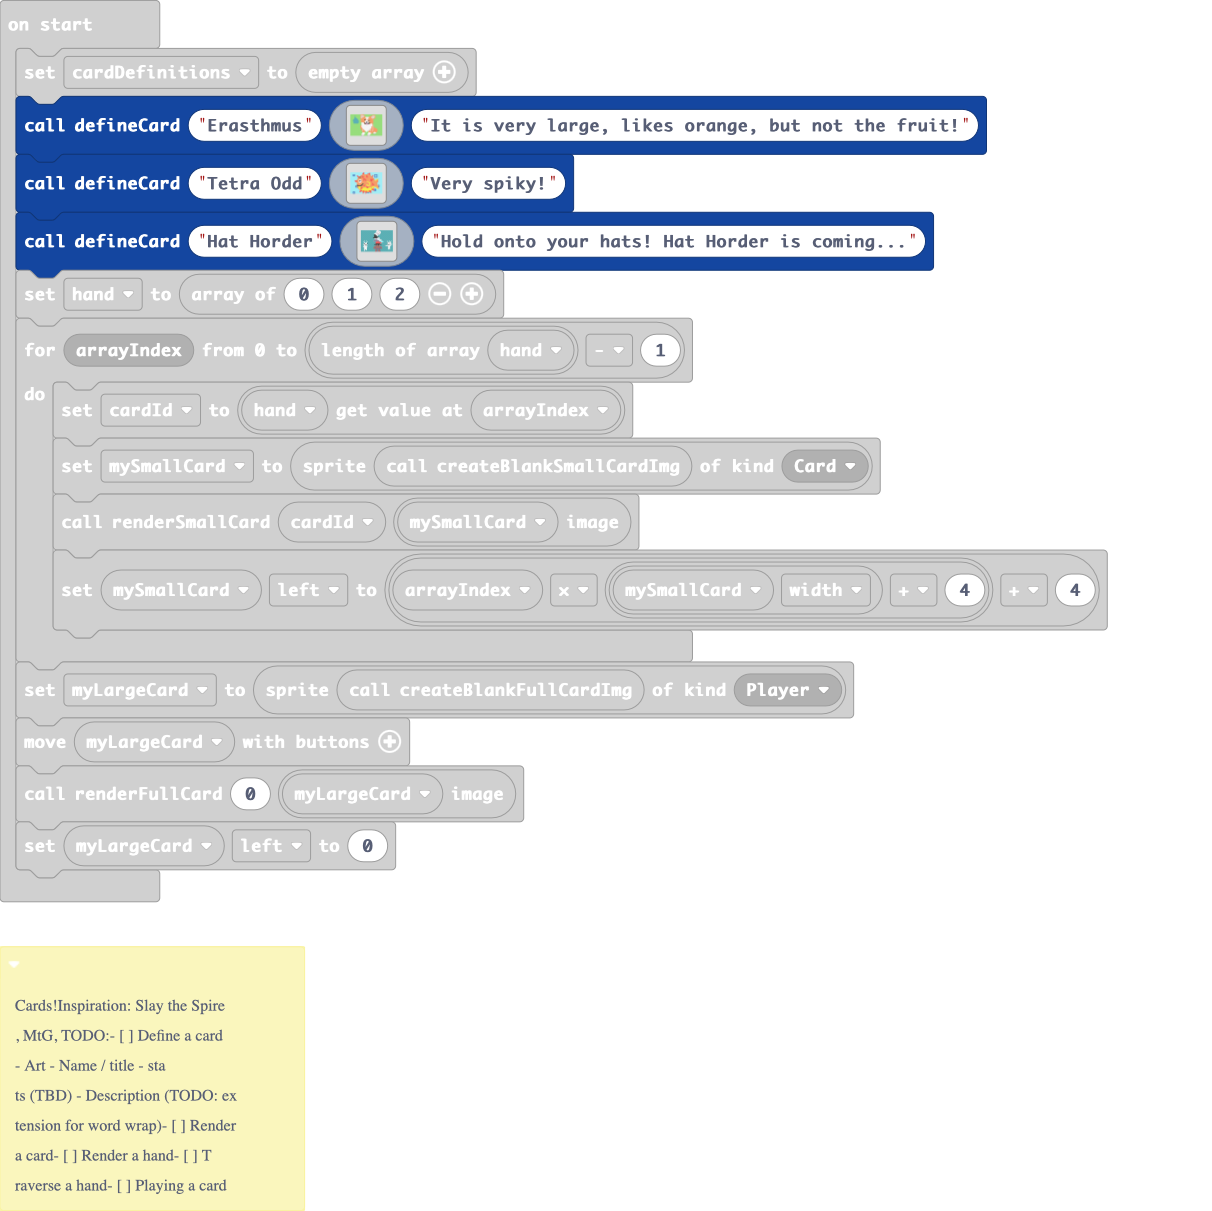 on start
set cardDefinitions to empty array
call defineCard "Erasthmus" "It is very large, likes orange, but not the fruit!"
call defineCard "Tetra Odd" "Very spiky!"
call defineCard "Hat Horder" "Hold onto your hats! Hat Horder is coming..."
set hand to array of 0 1 2
for arrayIndex from 0 to length of array hand - 1
do
set cardId to hand get value at arrayIndex
set mySmallCard to sprite call createBlankSmallCardImg of kind Card
call renderSmallCard cardId mySmallCard image
set mySmallCard left to arrayIndex × mySmallCard width + 4 + 4
set myLargeCard to sprite call createBlankFullCardImg of kind Player
move myLargeCard with buttons
call renderFullCard 0 myLargeCard image
set myLargeCard left to 0
Cards!Inspiration: Slay the Spire
, MtG, TODO:- [ ] Define a card
- Art - Name / title - sta
ts (TBD) - Description (TODO: ex
tension for word wrap)- [ ] Render
a card- [ ] Render a hand- [ ] T
raverse a hand- [ ] Playing a card